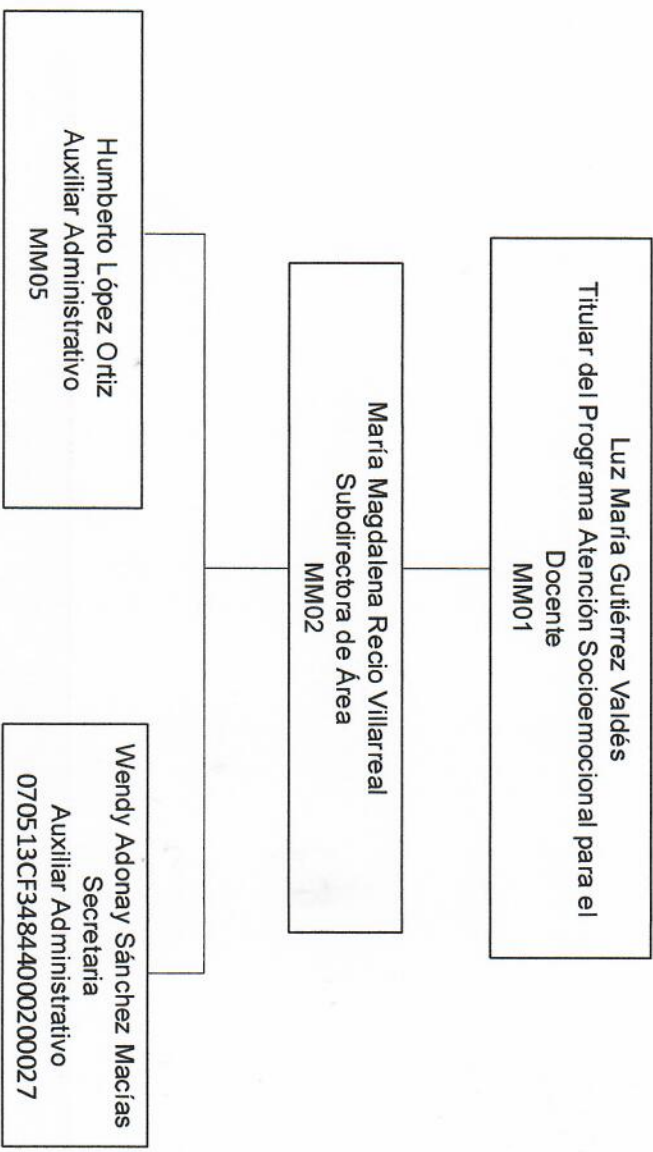 Luz María Gutiérrez Valdés
Titular del Programa Atención Socioemocional para el
Docente
MM01
María Magdalena Recio Villarreal
Subdirectora de Área
MM02
Humberto López Ortiz
Auxiliar Administrativo
MM05
Wendy Adonay Sánchez Macías
Secretaria
Auxiliar Administrativo
070513CF34844000200027